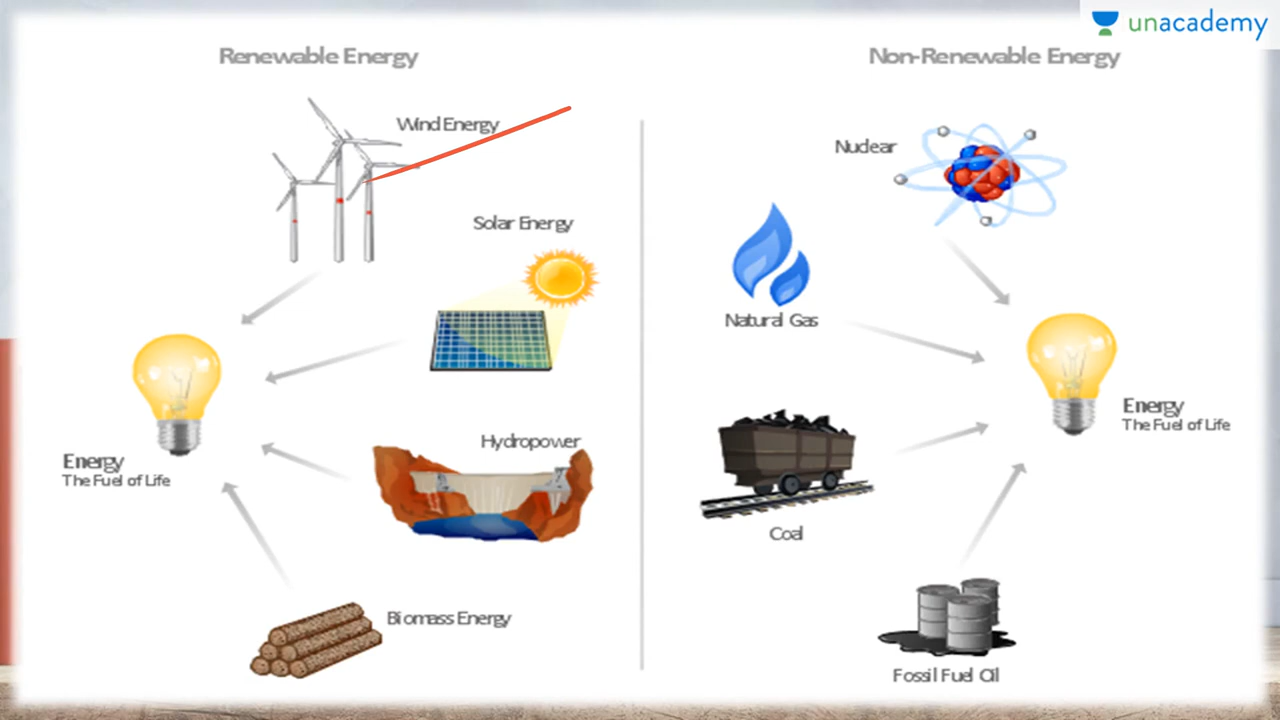 unacademy
Renewable Energy
Non-Renewable Energy
Wind Energy
Nuclear
Solar Energy
Natural Gas
Energy
The Fuel of Life
Hydropower
Energy
The Fuel of Life
Coal
Biomass Energy
Fossil Fuel Oil